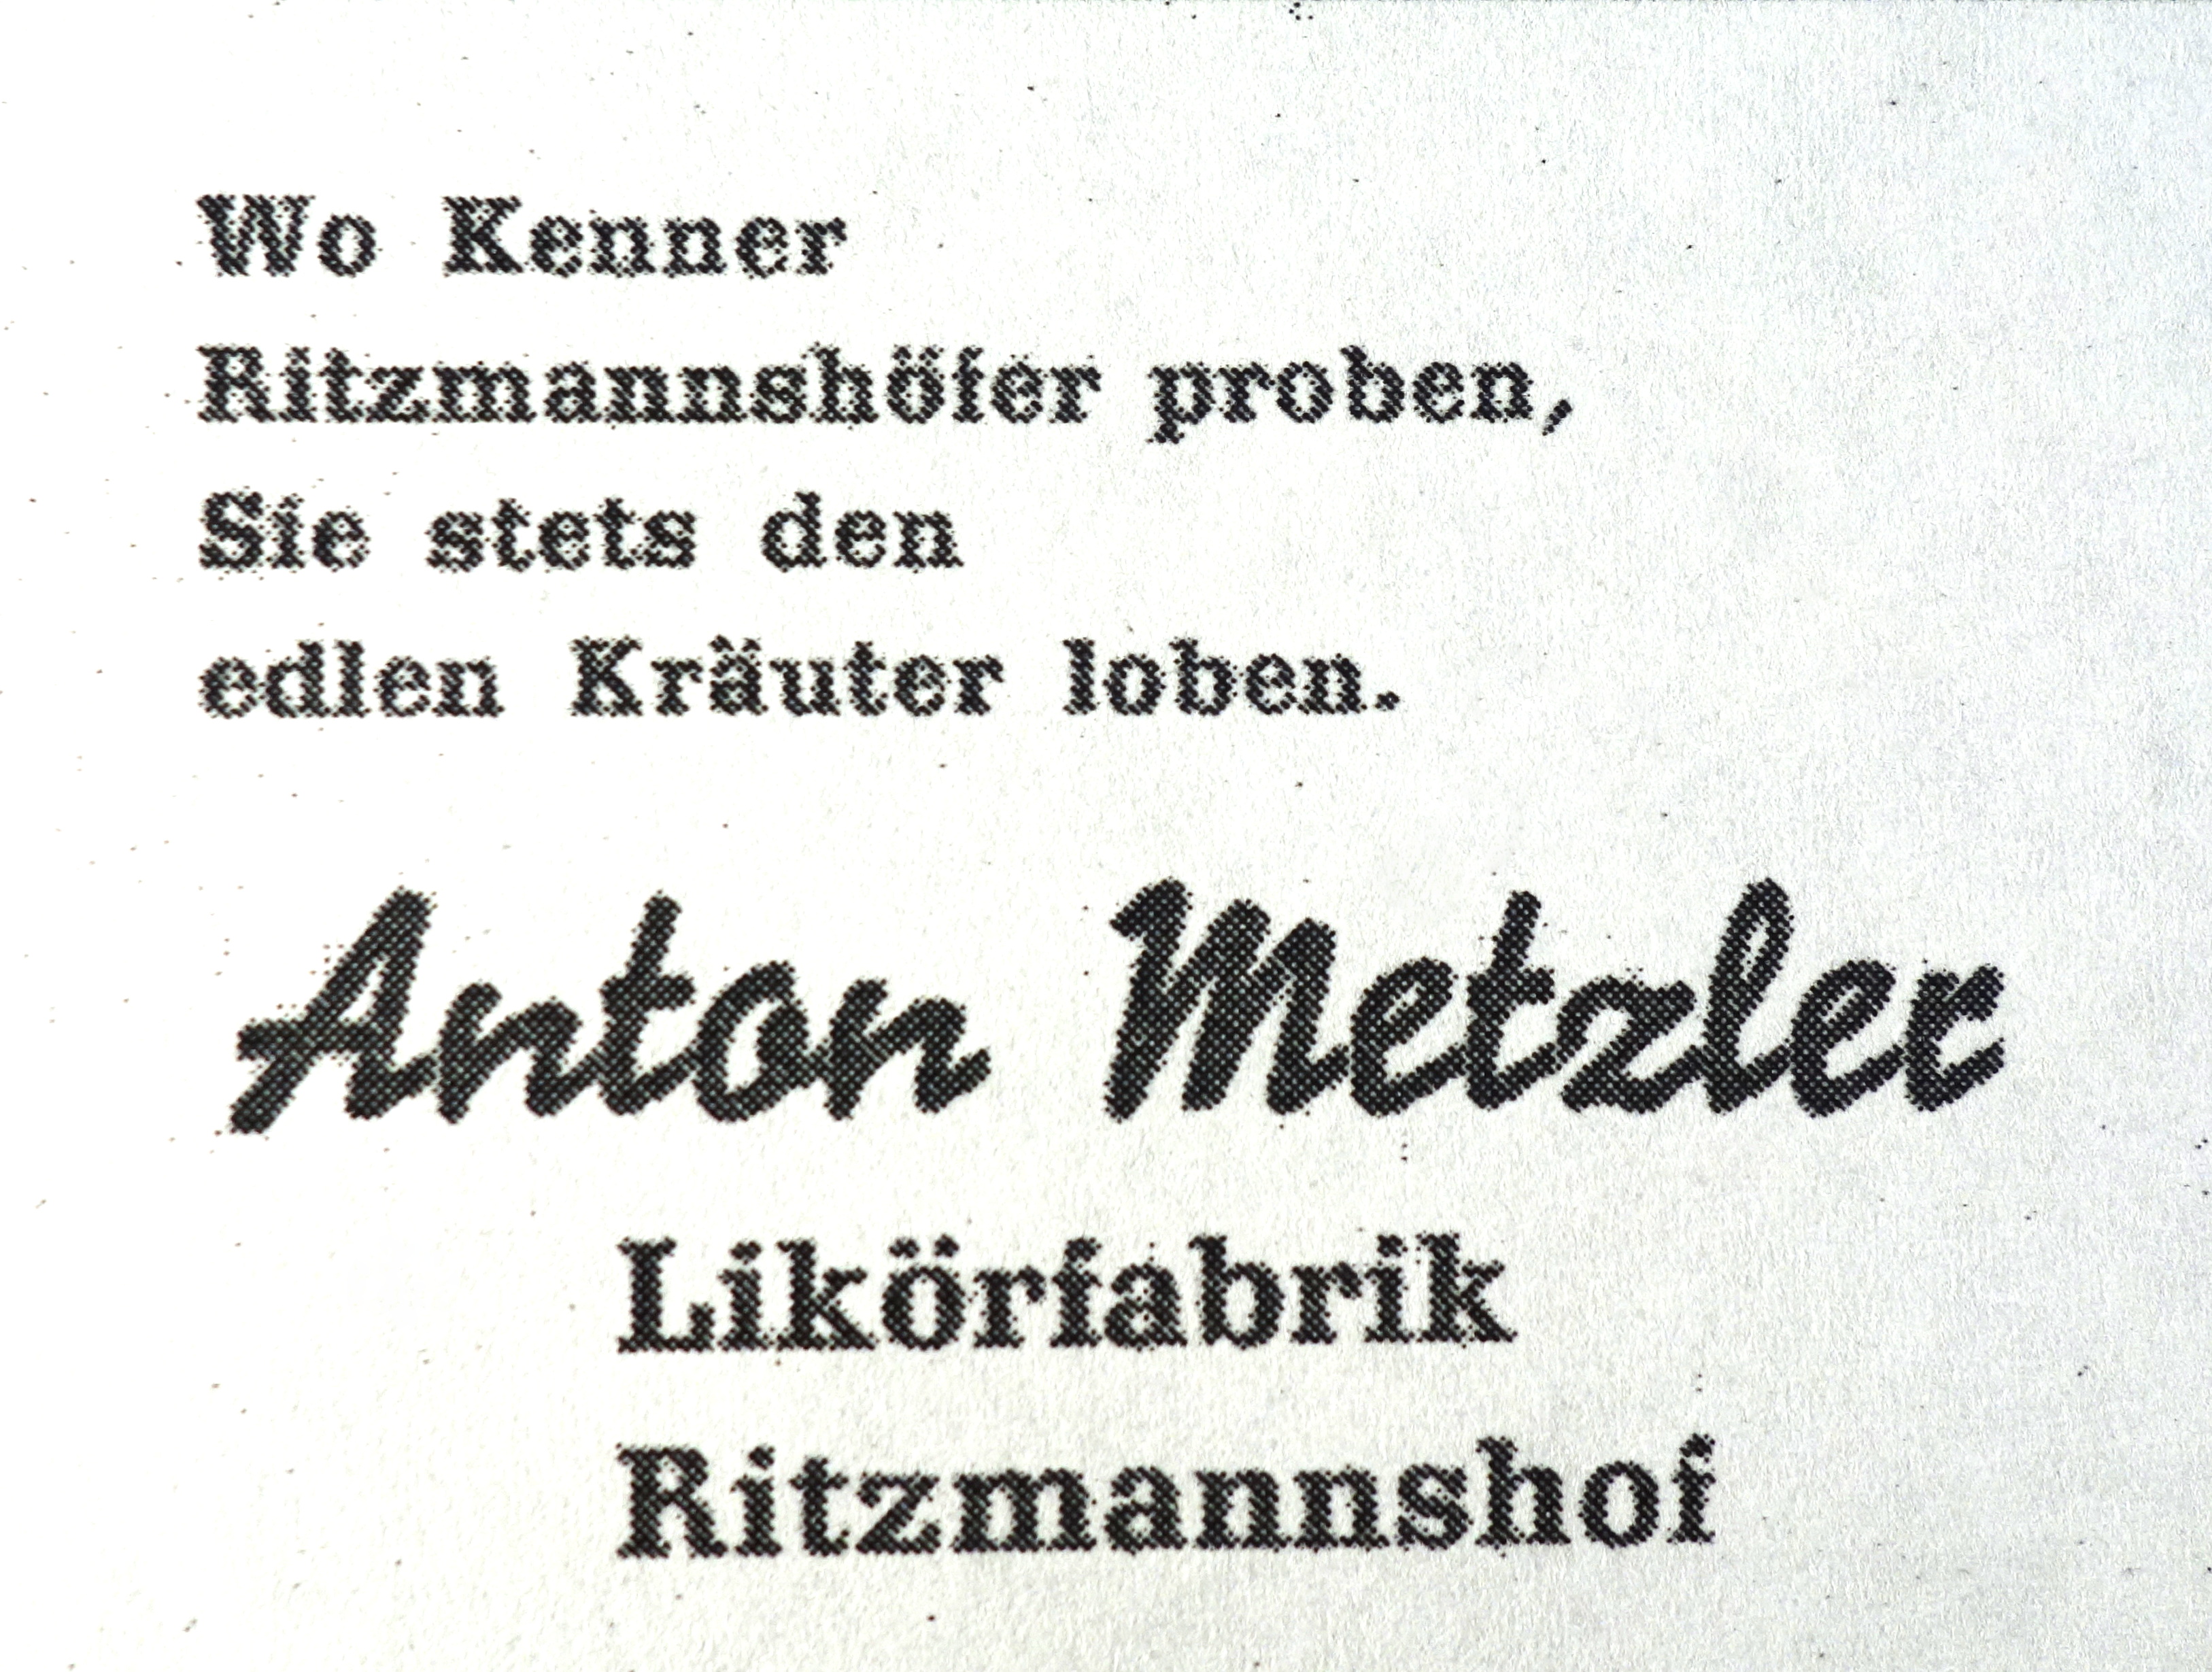 Wo Kenner
Ritzmannshöfer proben,
Sie stets den
edlen Kräuter loben.
Anton Metzler
Likörfabrik
Ritzmannshof